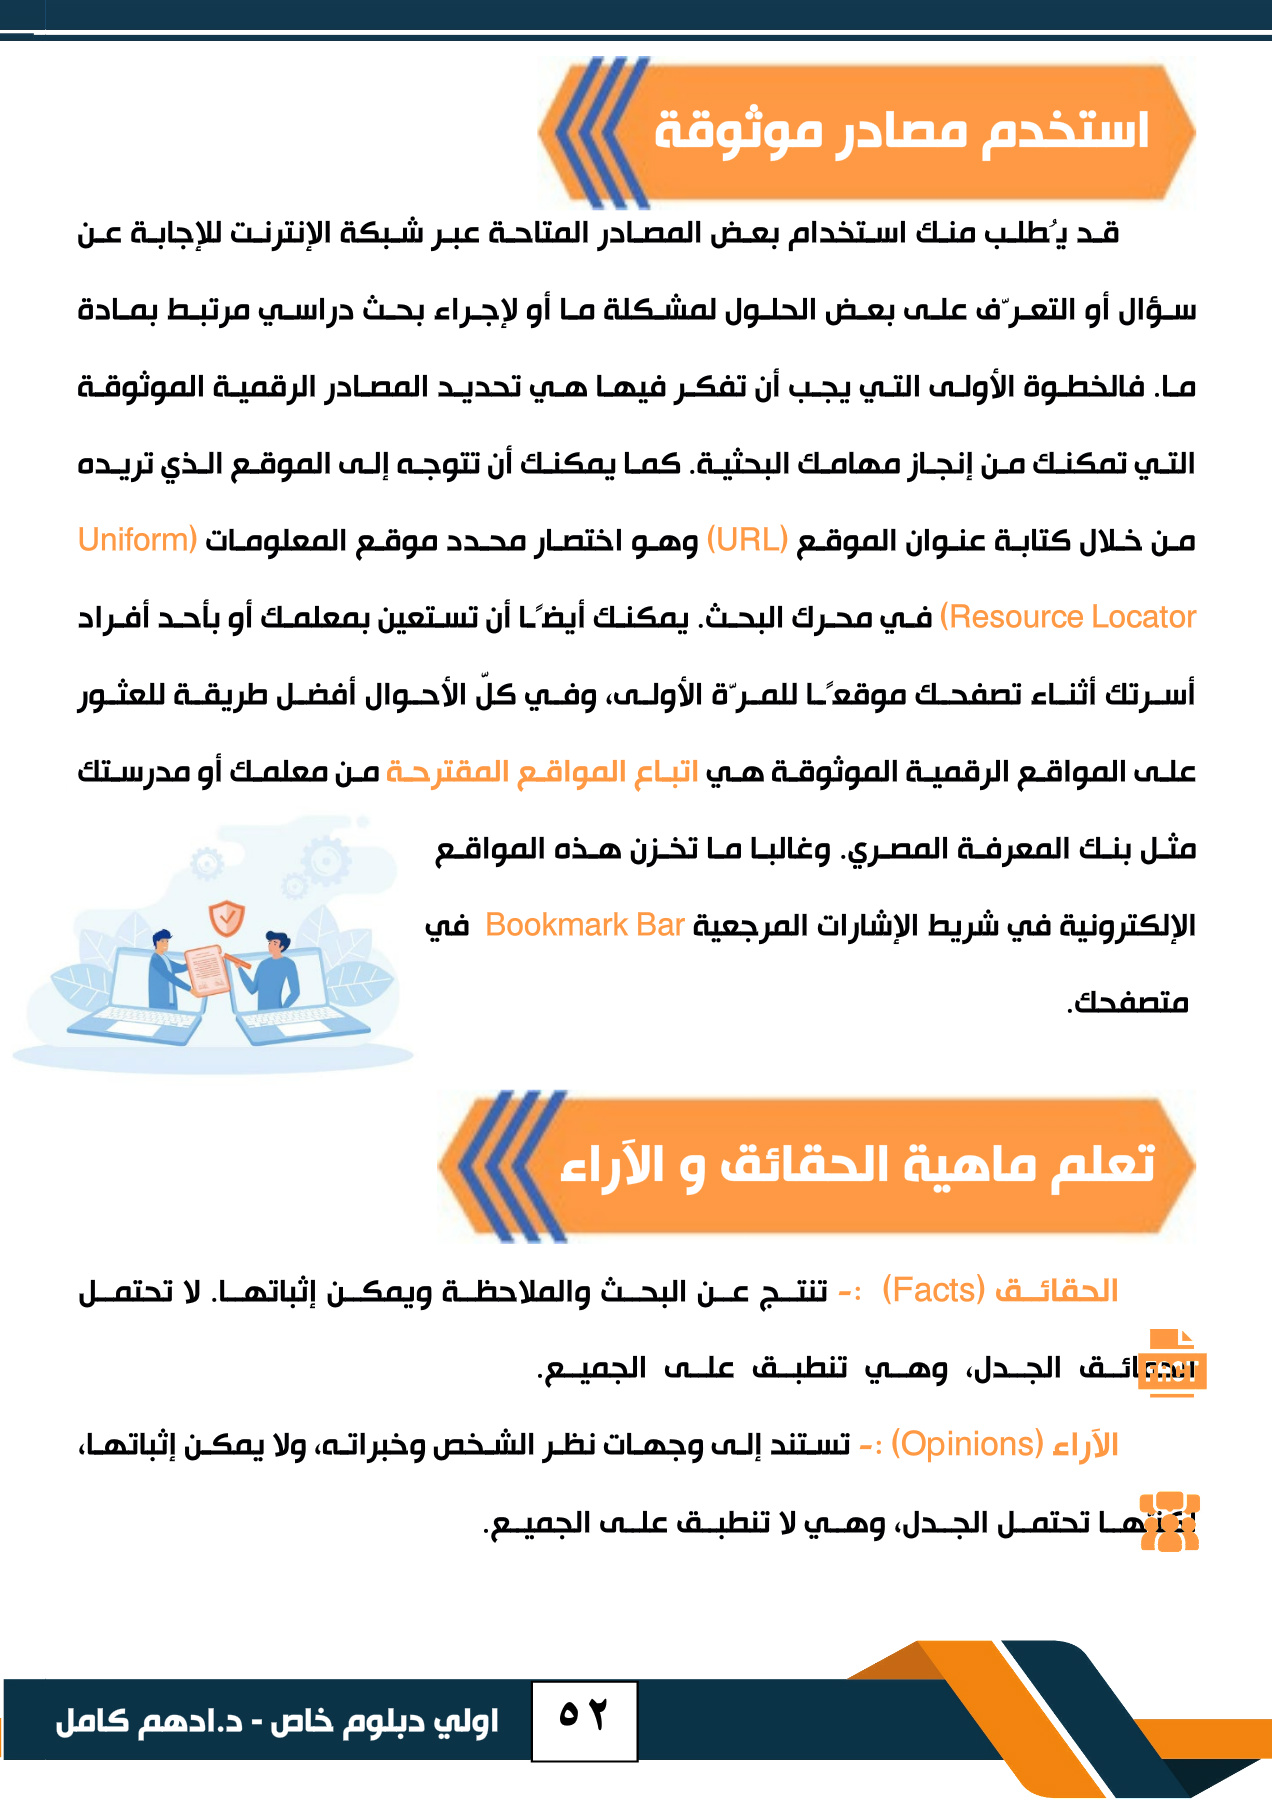 استخدم مصادر موثوقة
قد يُطلب منك استخدام بعض المصادر المتاحة عبر شبكة الإنترنت للإجابة عن
سؤال أو التعرّف على بعض الحلول لمشكلة ما أو لإجراء بحث دراسي مرتبط بمادة
ما. فالخطوة الأولى التي يجب أن تفكر فيها هي تحديد المصادر الرقمية الموثوقة
التي تمكنك من إنجاز مهامك البحثية. كما يمكنك أن تتوجه إلى الموقع الذي تريده
من خلال كتابة عنوان الموقع (URL) وهو اختصار محدد موقع المعلومات (Uniform
Resource Locator) في محرك البحث. يمكنك أيضًا أن تستعين بمعلمك أو بأحد أفراد
أسرتك أثناء تصفحك موقعًا للمرّة الأولى، وفي كلّ الأحوال أفضل طريقة للعثور
على المواقع الرقمية الموثوقة هي اتباع المواقع المقترحة من معلمك أو مدرستك
مثل بنك المعرفة المصري. وغالبا ما تخزن هذه المواقع
الإلكترونية في شريط الإشارات المرجعية Bookmark Bar في
متصفحك.
تعلم ماهية الحقائق و الآراء
الحقائق (Facts) :- تنتج عن البحث والملاحظة ويمكن إثباتها. لا تحتمل
الحقائق الجدل، وهي تنطبق على الجميع.
FACT
الآراء (Opinions) :- تستند إلى وجهات نظر الشخص وخبراته، ولا يمكن إثباتها،
لكنها تحتمل الجدل، وهي لا تنطبق على الجميع.
اولي دبلوم خاص - د.ادهم كامل
٥٢